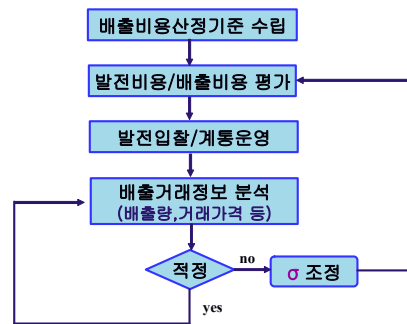 배출비용산정기준 수립
발전비용/배출비용 평가
발전입찰/계통운영
배출거래정보 분석
(배출량,거래가격 등)
적정
no
σ 조정
yes